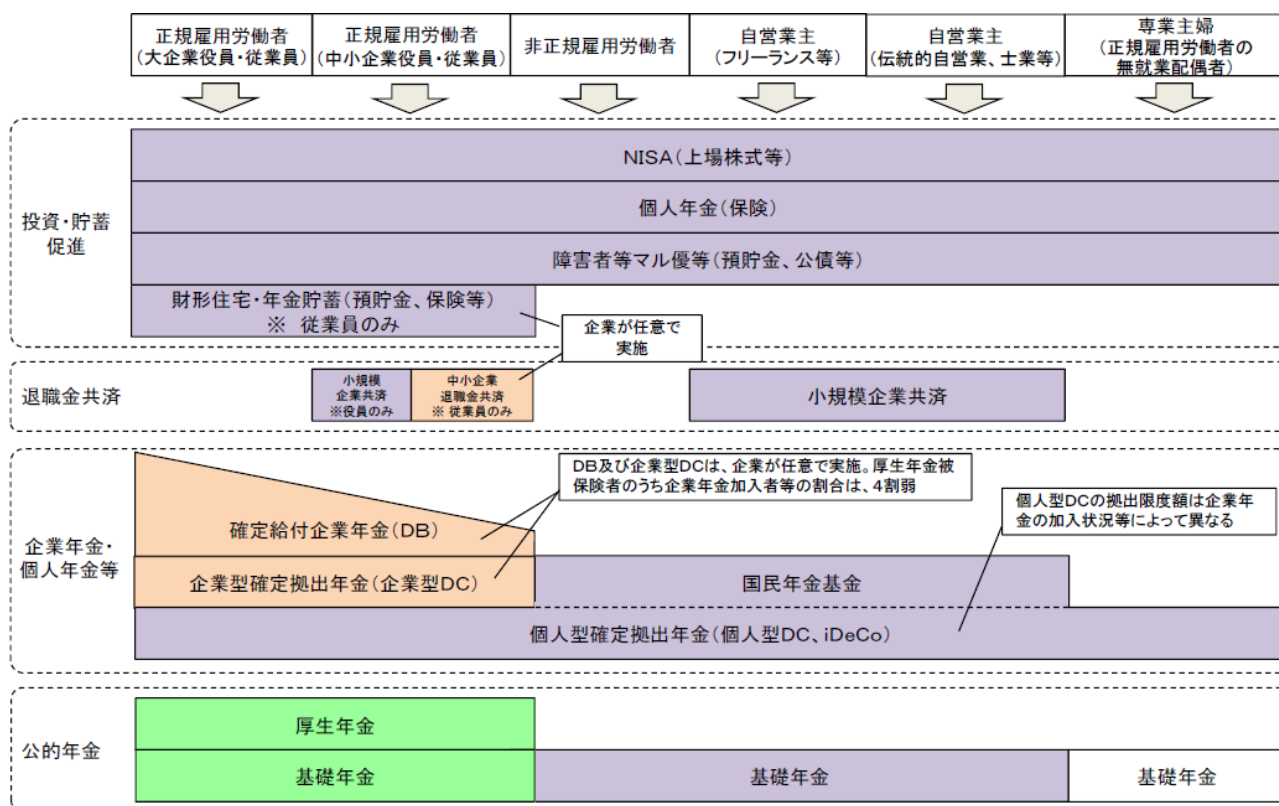 正規雇用労働者
(大企業役員・従業員)
正規雇用労働者
(中小企業役員・従業員)
非正規雇用労働者
自営業主
(フリーランス等)
自営業主
(伝統的自営業、士業等)
専業主婦
(正規雇用労働者の
無就業配偶者)
投資・貯蓄
促進
NISA(上場株式等)
個人年金(保険)
障害者等マル優等(預貯金、公債等)
財形住宅・年金貯蓄(預貯金、保険等)
※ 従業員のみ
企業が任意で
実施
退職金共済
小規模
企業共済
※役員のみ
中小企業
退職金共済
※ 従業員のみ
小規模企業共済
企業年金・
個人年金等
確定給付企業年金(DB)
DB及び企業型DCは、企業が任意で実施。厚生年金被
保険者のうち企業年金加入者等の割合は、4割弱
個人型DCの拠出限度額は企業年
金の加入状況等によって異なる
企業型確定拠出年金(企業型DC)
国民年金基金
個人型確定拠出年金(個人型DC、iDeCo)
公的年金
厚生年金
基礎年金
基礎年金
基礎年金